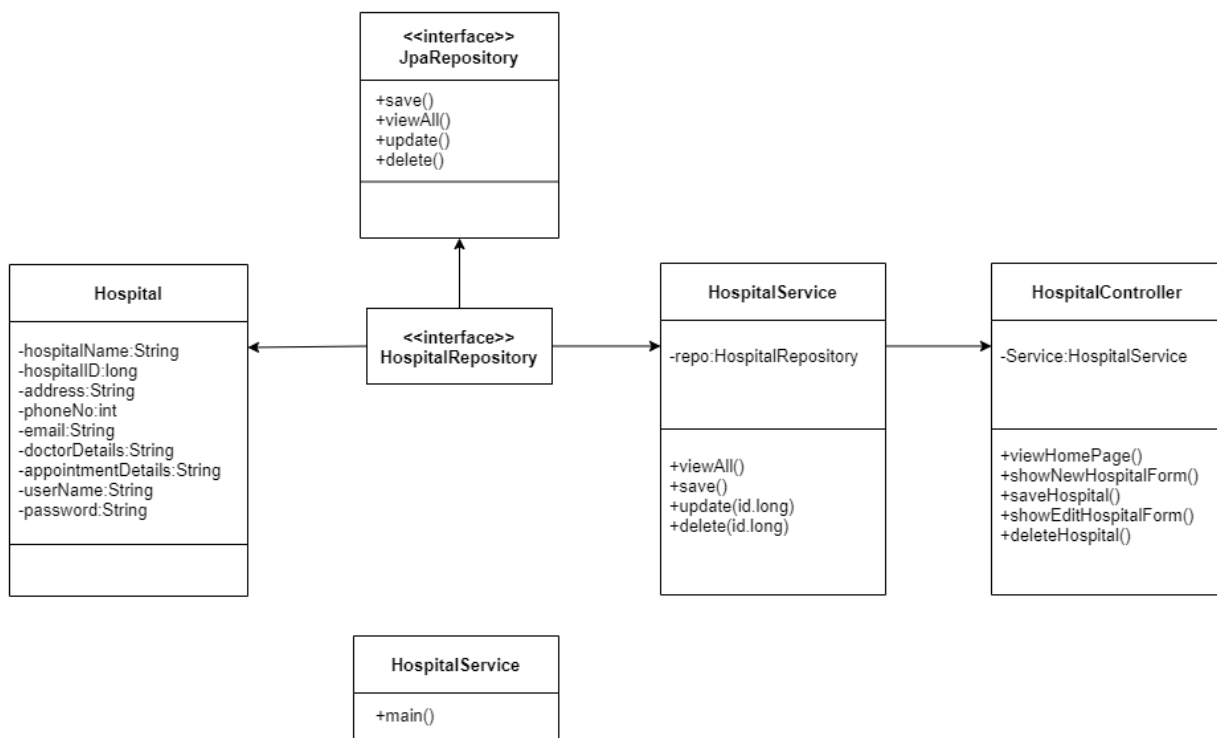 <<interface>>
JpaRepository
+save()
+viewAll()
+update()
+delete()
Hospital
-hospitalName:String
-hospitalID:long
-address:String
-phoneNo:int
-email:String
-doctorDetails:String
-appointmentDetails:String
-userName:String
-password:String
<<interface>>
HospitalRepository
HospitalService
-repo:HospitalRepository
+viewAll()
+save()
+update(id.long)
+delete(id.long)
HospitalController
-Service:HospitalService
+viewHomePage()
+showNewHospitalForm()
+saveHospital()
+showEditHospitalForm()
+deleteHospital()
HospitalService
+main()